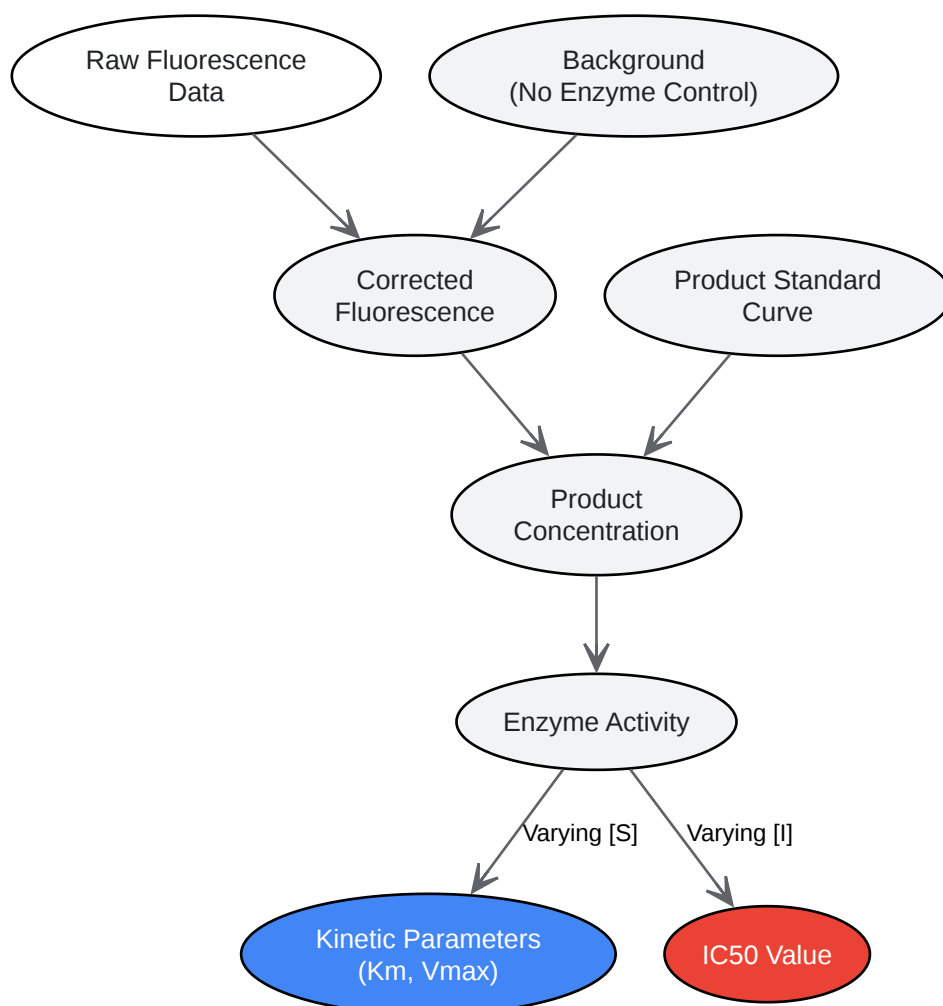 Raw Fluorescence
Data
Background
(No Enzyme Control)
Corrected
Fluorescence
Product Standard
Curve
Product
Concentration
Enzyme Activity
Varying [S]
Varying [I]
Kinetic Parameters
(Km, Vmax)
IC50 Value